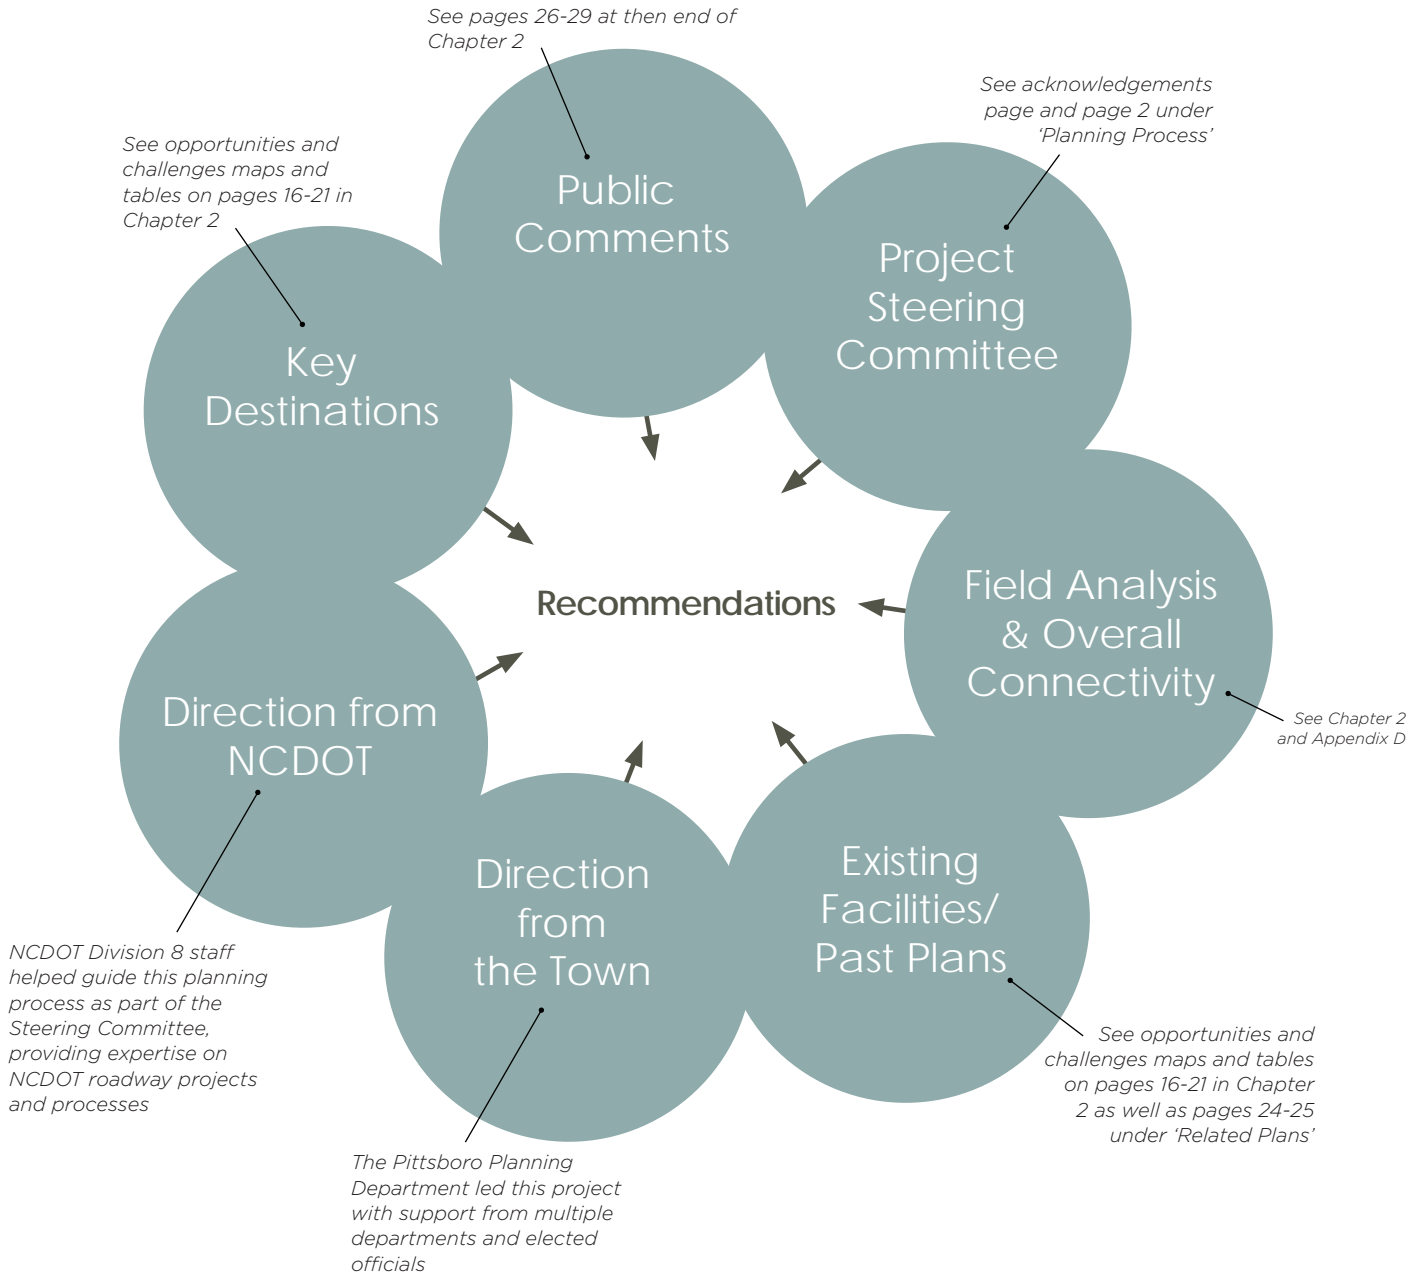 See pages 26-29 at then end of
Chapter 2
Public
Comments
See acknowledgements
page and page 2 under
‘Planning Process’
Project
Steering
Committee
See opportunities and
challenges maps and
tables on pages 16-21 in
Chapter 2
Key
Destinations
Recommendations
Field Analysis
& Overall
Connectivity
See Chapter 2
and Appendix D
Direction from
NCDOT
NCDOT Division 8 staff
helped guide this planning
process as part of the
Steering Committee,
providing expertise on
NCDOT roadway projects
and processes
Direction
from
the Town
The Pittsboro Planning
Department led this project
with support from multiple
departments and elected
officials
Existing
Facilities/
Past Plans
See opportunities and
challenges maps and tables
on pages 16-21 in Chapter
2 as well as pages 24-25
under ‘Related Plans’